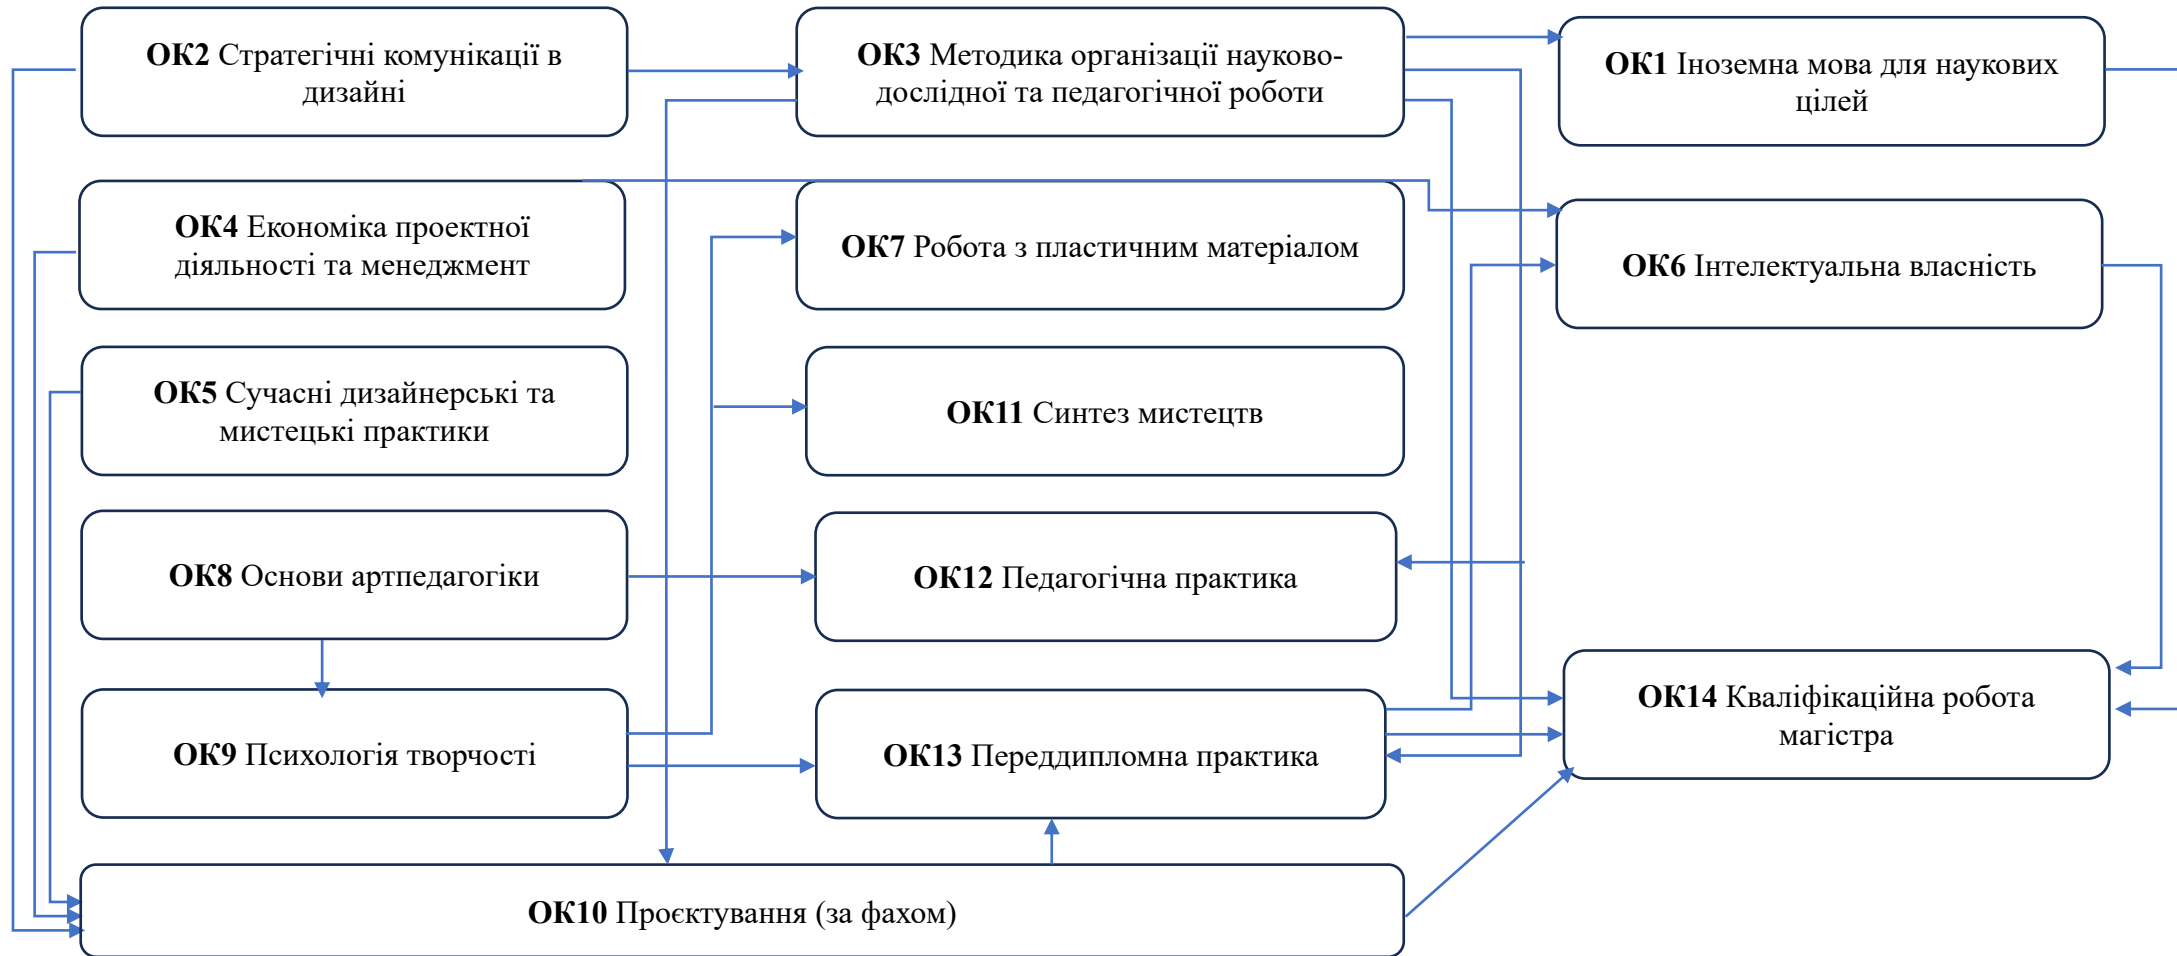 ОК2 Стратегічні комунікації в
дизайні
ОК3 Методика організації науково-
дослідної та педагогічної роботи
ОК1 Іноземна мова для наукових
цілей
ОК4 Економіка проектної
діяльності та менеджмент
ОК7 Робота з пластичним матеріалом
ОК6 Інтелектуальна власність
ОК5 Сучасні дизайнерські та
мистецькі практики
ОК11 Синтез мистецтв
ОК8 Основи артпедагогіки
ОК12 Педагогічна практика
ОК14 Кваліфікаційна робота
магістра
ОК9 Психологія творчості
ОК13 Переддипломна практика
ОК10 Проєктування (за фахом)